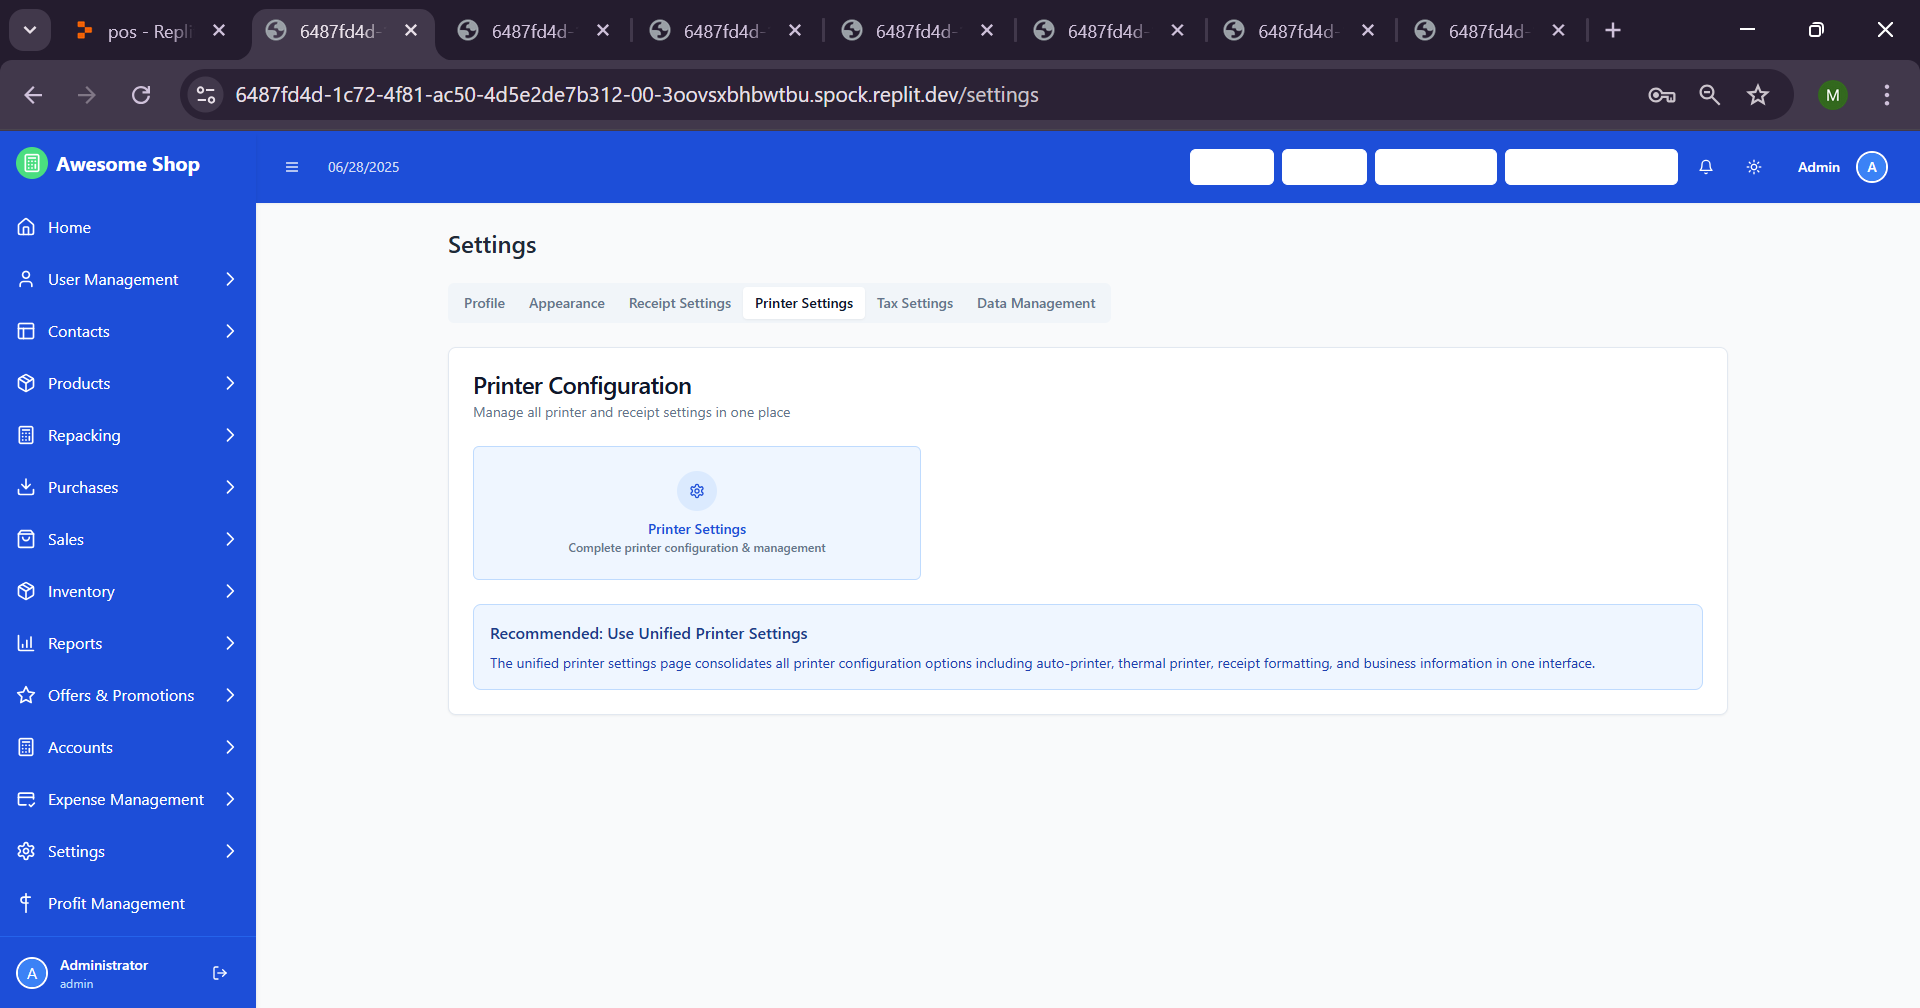 pos - Repli
6487fd4d-
6487fd4d-
6487fd4d-
6487fd4d-
6487fd4d-
6487fd4d-
6487fd4d-
6487fd4d-1c72-4f81-ac50-4d5e2de7b312-00-3oovsxbhbwtbu.spock.replit.dev/settings
M
Awesome Shop
06/28/2025
Admin
A
Home
User Management
Contacts
Products
Repacking
Purchases
Sales
Inventory
Reports
Offers & Promotions
Accounts
Expense Management
Settings
Profit Management
A
Administrator
admin
Settings
Profile
Appearance
Receipt Settings
Printer Settings
Tax Settings
Data Management
Printer Configuration
Manage all printer and receipt settings in one place
Printer Settings
Complete printer configuration & management
Recommended: Use Unified Printer Settings
The unified printer settings page consolidates all printer configuration options including auto-printer, thermal printer, receipt formatting, and business information in one interface.